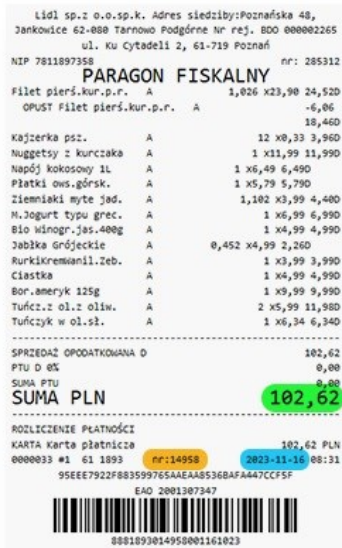 Lidl sp.z o.o.sp.k. Adres siedziby:Poznańska 48,
Jankowice 62-080 Tarnowo Podgórne Nr rej. BDO 000002265
ul. Ku Cytadeli 2, 61-719 Poznań
NIP 7811897358 nr: 285312
PARAGON FISKALNY
Filet pierś.kur.p.r. A 1,026 x23,90 24,52D
OPUST Filet pierś.kur.p.r. A -6,06
18,46D
Kajzerka psz. A 12 x0,33 3,96D
Nuggetsy z kurczaka A 1 x11,99 11,99D
Napój kokosowy 1L A 1 x6,49 6,49D
Płatki ows.górsk. A 1 x5,79 5,79D
Ziemniaki myte jad. A 1,102 x3,99 4,40D
M.Jogurt typu grec. A 1 x6,99 6,99D
Bio Winogr.jas.400g A 1 x4,99 4,99D
Jabłka Grójeckie A 0,452 x4,99 2,26D
RurkiKremWanil.Zeb. A 1 x3,99 3,99D
Ciastka A 1 x4,99 4,99D
Bor.ameryk 125g A 1 x9,99 9,99D
Tuńcz.z ol.z oliw. A 2 x5,99 11,98D
Tuńczyk w ol.sł. A 1 x6,34 6,34D
SPRZEDAŻ OPODATKOWANA D 102,62
PTU D 0% 0,00
SUMA PTU 0,00
SUMA PLN 102,62
ROZLICZENIE PŁATNOŚCI
KARTA Karta płatnicza 102,62 PLN
0000033 #1 61 1893 nr:14958 2023-11-16 08:31
95EEE7922F883599765AAEAA8536BAFA447CCF5F
EAO 2001307347
8881893014958001161023